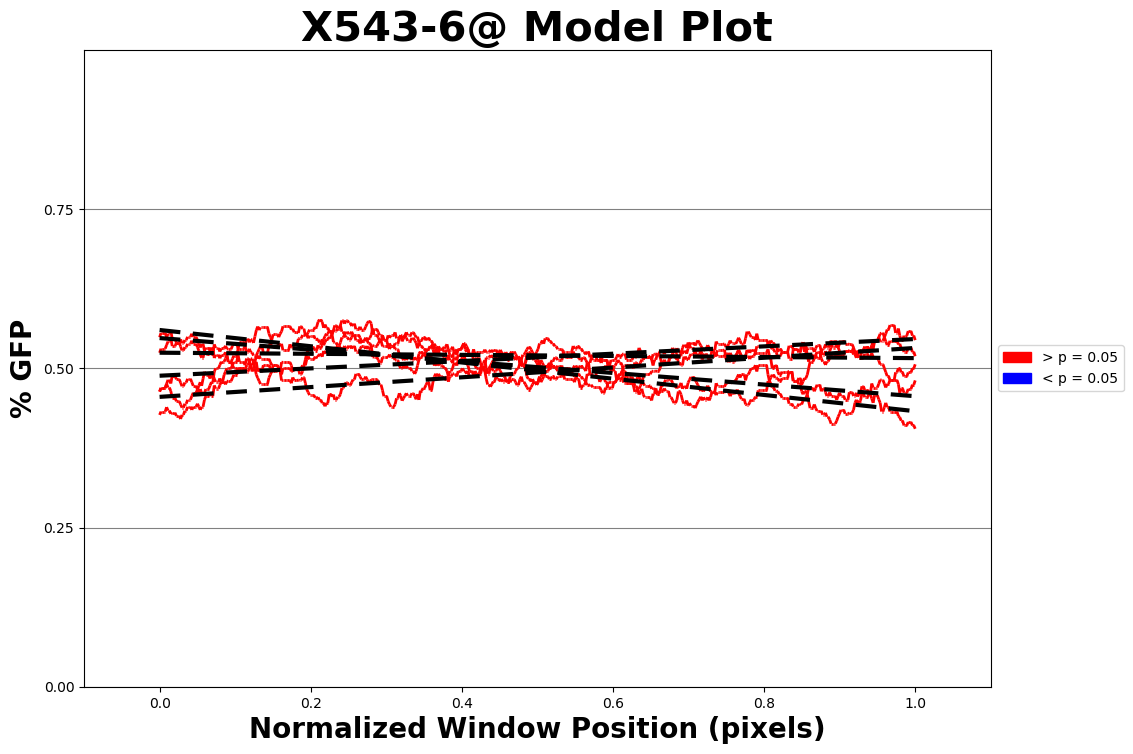 X543-6@ Model Plot
% GFP
0.75
0.50
0.25
0.00
0.0 0.2 0.4 0.6 0.8 1.0
Normalized Window Position (pixels)
> p = 0.05
< p = 0.05